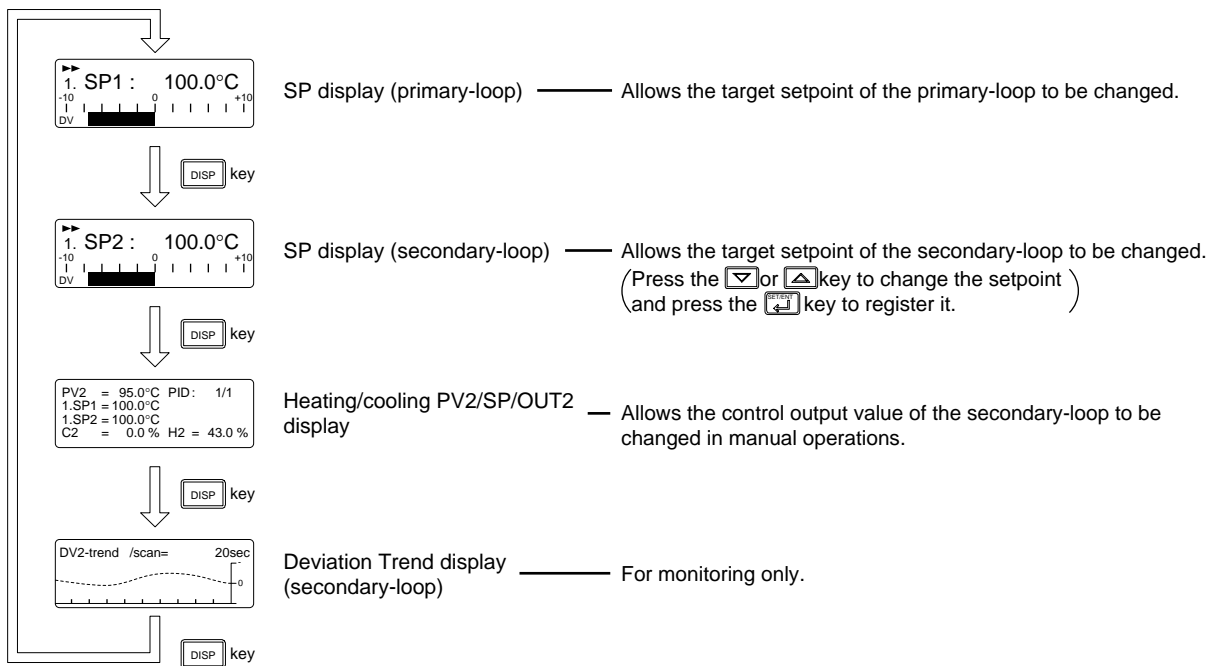 1. SP1 : 100.0°C
-10 0 +10
DV
SP display (primary-loop)
Allows the target setpoint of the primary-loop to be changed.
DISP key
1. SP2 : 100.0°C
-10 0 +10
DV
SP display (secondary-loop)
Allows the target setpoint of the secondary-loop to be changed.
(Press the ▽ or △ key to change the setpoint
and press the SET/ENT key to register it.)
DISP key
PV2 = 95.0°C PID: 1/1
1.SP1 = 100.0°C
1.SP2 = 100.0°C
C2 = 0.0 % H2 = 43.0 %
Heating/cooling PV2/SP/OUT2
display
Allows the control output value of the secondary-loop to be
changed in manual operations.
DISP key
DV2-trend /scan= 20sec
0
Deviation Trend display
(secondary-loop)
For monitoring only.
DISP key